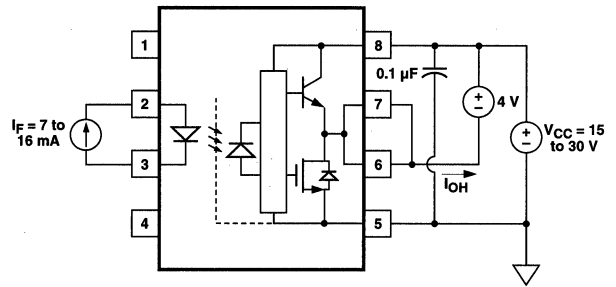 1
2
3
4
8
7
6
5
I_F = 7 to
16 mA
0.1 µF
+
−
4 V
+
−
V_CC = 15
to 30 V
I_OH